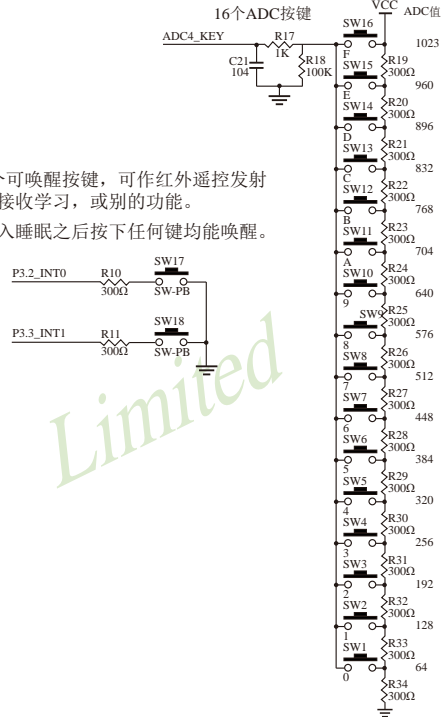 16个ADC按键
VCC ADC值
ADC4_KEY
R17
1K
C21
104
R18
100K
SW16
F
1023
R19
300Ω
SW15
E
960
R20
300Ω
SW14
D
896
R21
300Ω
SW13
C
832
R22
300Ω
SW12
B
768
R23
300Ω
SW11
A
704
R24
300Ω
SW10
9
640
R25
300Ω
SW9
8
576
R26
300Ω
SW8
7
512
R27
300Ω
SW7
6
448
R28
300Ω
SW6
5
384
R29
300Ω
SW5
4
320
R30
300Ω
SW4
3
256
R31
300Ω
SW3
2
192
R32
300Ω
SW2
1
128
R33
300Ω
SW1
0
64
R34
300Ω
可唤醒按键，可作红外遥控发射
接收学习，或别的功能。
入睡眠之后按下任何键均能唤醒。
P3.2_INT0
R10
300Ω
SW17
SW-PB
P3.3_INT1
R11
300Ω
SW18
SW-PB
Limited